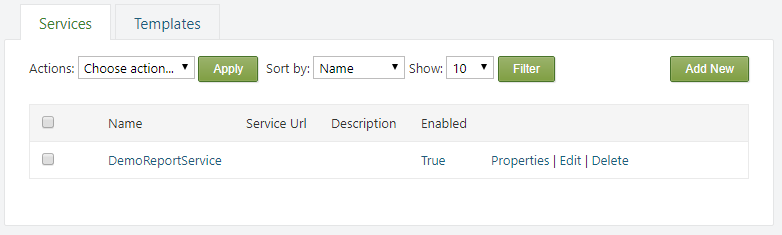 Services Templates
Actions: Choose action... Apply Sort by: Name Show: 10 Filter Add New
Name Service Url Description Enabled
DemoReportService True Properties | Edit | Delete